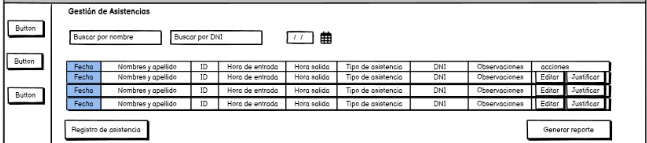 Gestión de Asistencias
Button
Buscar por nombre Buscar por DNI / /
Button
Fecha Nombres y apellido ID Hora de entrada Hora salida Tipo de asistencia DNI Observaciones acciones
Fecha Nombres y apellido ID Hora de entrada Hora salida Tipo de asistencia DNI Observaciones Editar Justificar
Fecha Nombres y apellido ID Hora de entrada Hora salida Tipo de asistencia DNI Observaciones Editar Justificar
Button
Fecha Nombres y apellido ID Hora de entrada Hora salida Tipo de asistencia DNI Observaciones Editar Justificar
Registro de asistencia Generar reporte